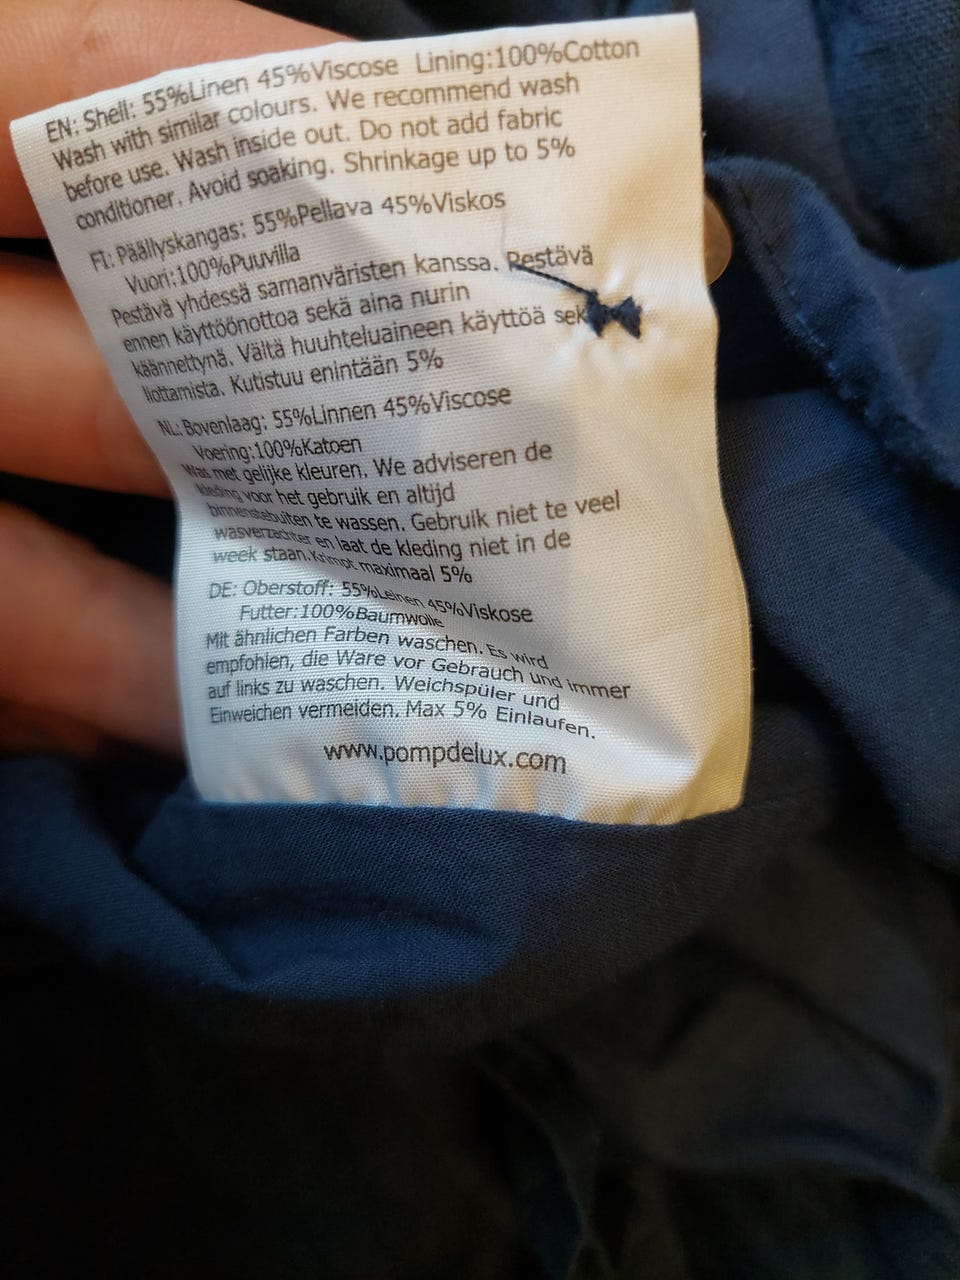 EN: Shell: 55%Linen 45%Viscose Lining:100%Cotton
Wash with similar colours. We recommend wash
before use. Wash inside out. Do not add fabric
conditioner. Avoid soaking. Shrinkage up to 5%
FI: Päällyskangas: 55%Pellava 45%Viskos
Vuori:100%Puuvilla
Pestävä yhdessä samanväristen kanssa. Pestävä
ennen käyttöönottoa sekä aina nurin
käännettynä. Vältä huuhteluaineen käyttöä sek
liottamista. Kutistuu enintään 5%
NL: Bovenlaag: 55%Linnen 45%Viscose
Voering:100%Katoen
Was met gelijke kleuren. We adviseren de
kleding voor het gebruik en altijd
binnenstebuiten te wassen. Gebruik niet te veel
wasverzachter en laat de kleding niet in de
week staan. Krimpt maximaal 5%
DE: Oberstoff: 55%Leinen 45%Viskose
Futter:100%Baumwolle
Mit ähnlichen Farben waschen. Es wird
empfohlen, die Ware vor Gebrauch und immer
auf links zu waschen. Weichspüler und
Einweichen vermeiden. Max 5% Einlaufen.
www.pompdelux.com